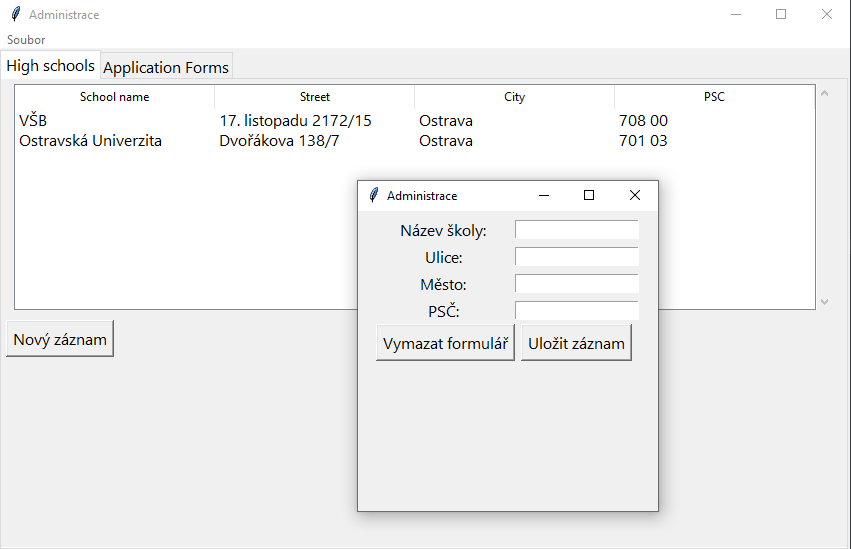 Administrace
Soubor
High schools Application Forms
School name Street City PSC
VŠB 17. listopadu 2172/15 Ostrava 708 00
Ostravská Univerzita Dvořákova 138/7 Ostrava 701 03
Administrace
Název školy:
Ulice:
Město:
PSČ:
Vymazat formulář Uložit záznam
Nový záznam